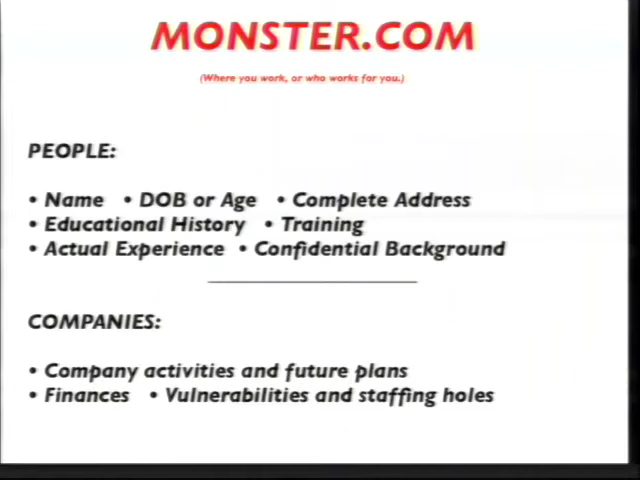 MONSTER.COM
(Where you work, or who works for you.)
PEOPLE:
• Name • DOB or Age • Complete Address
• Educational History • Training
• Actual Experience • Confidential Background
COMPANIES:
• Company activities and future plans
• Finances • Vulnerabilities and staffing holes